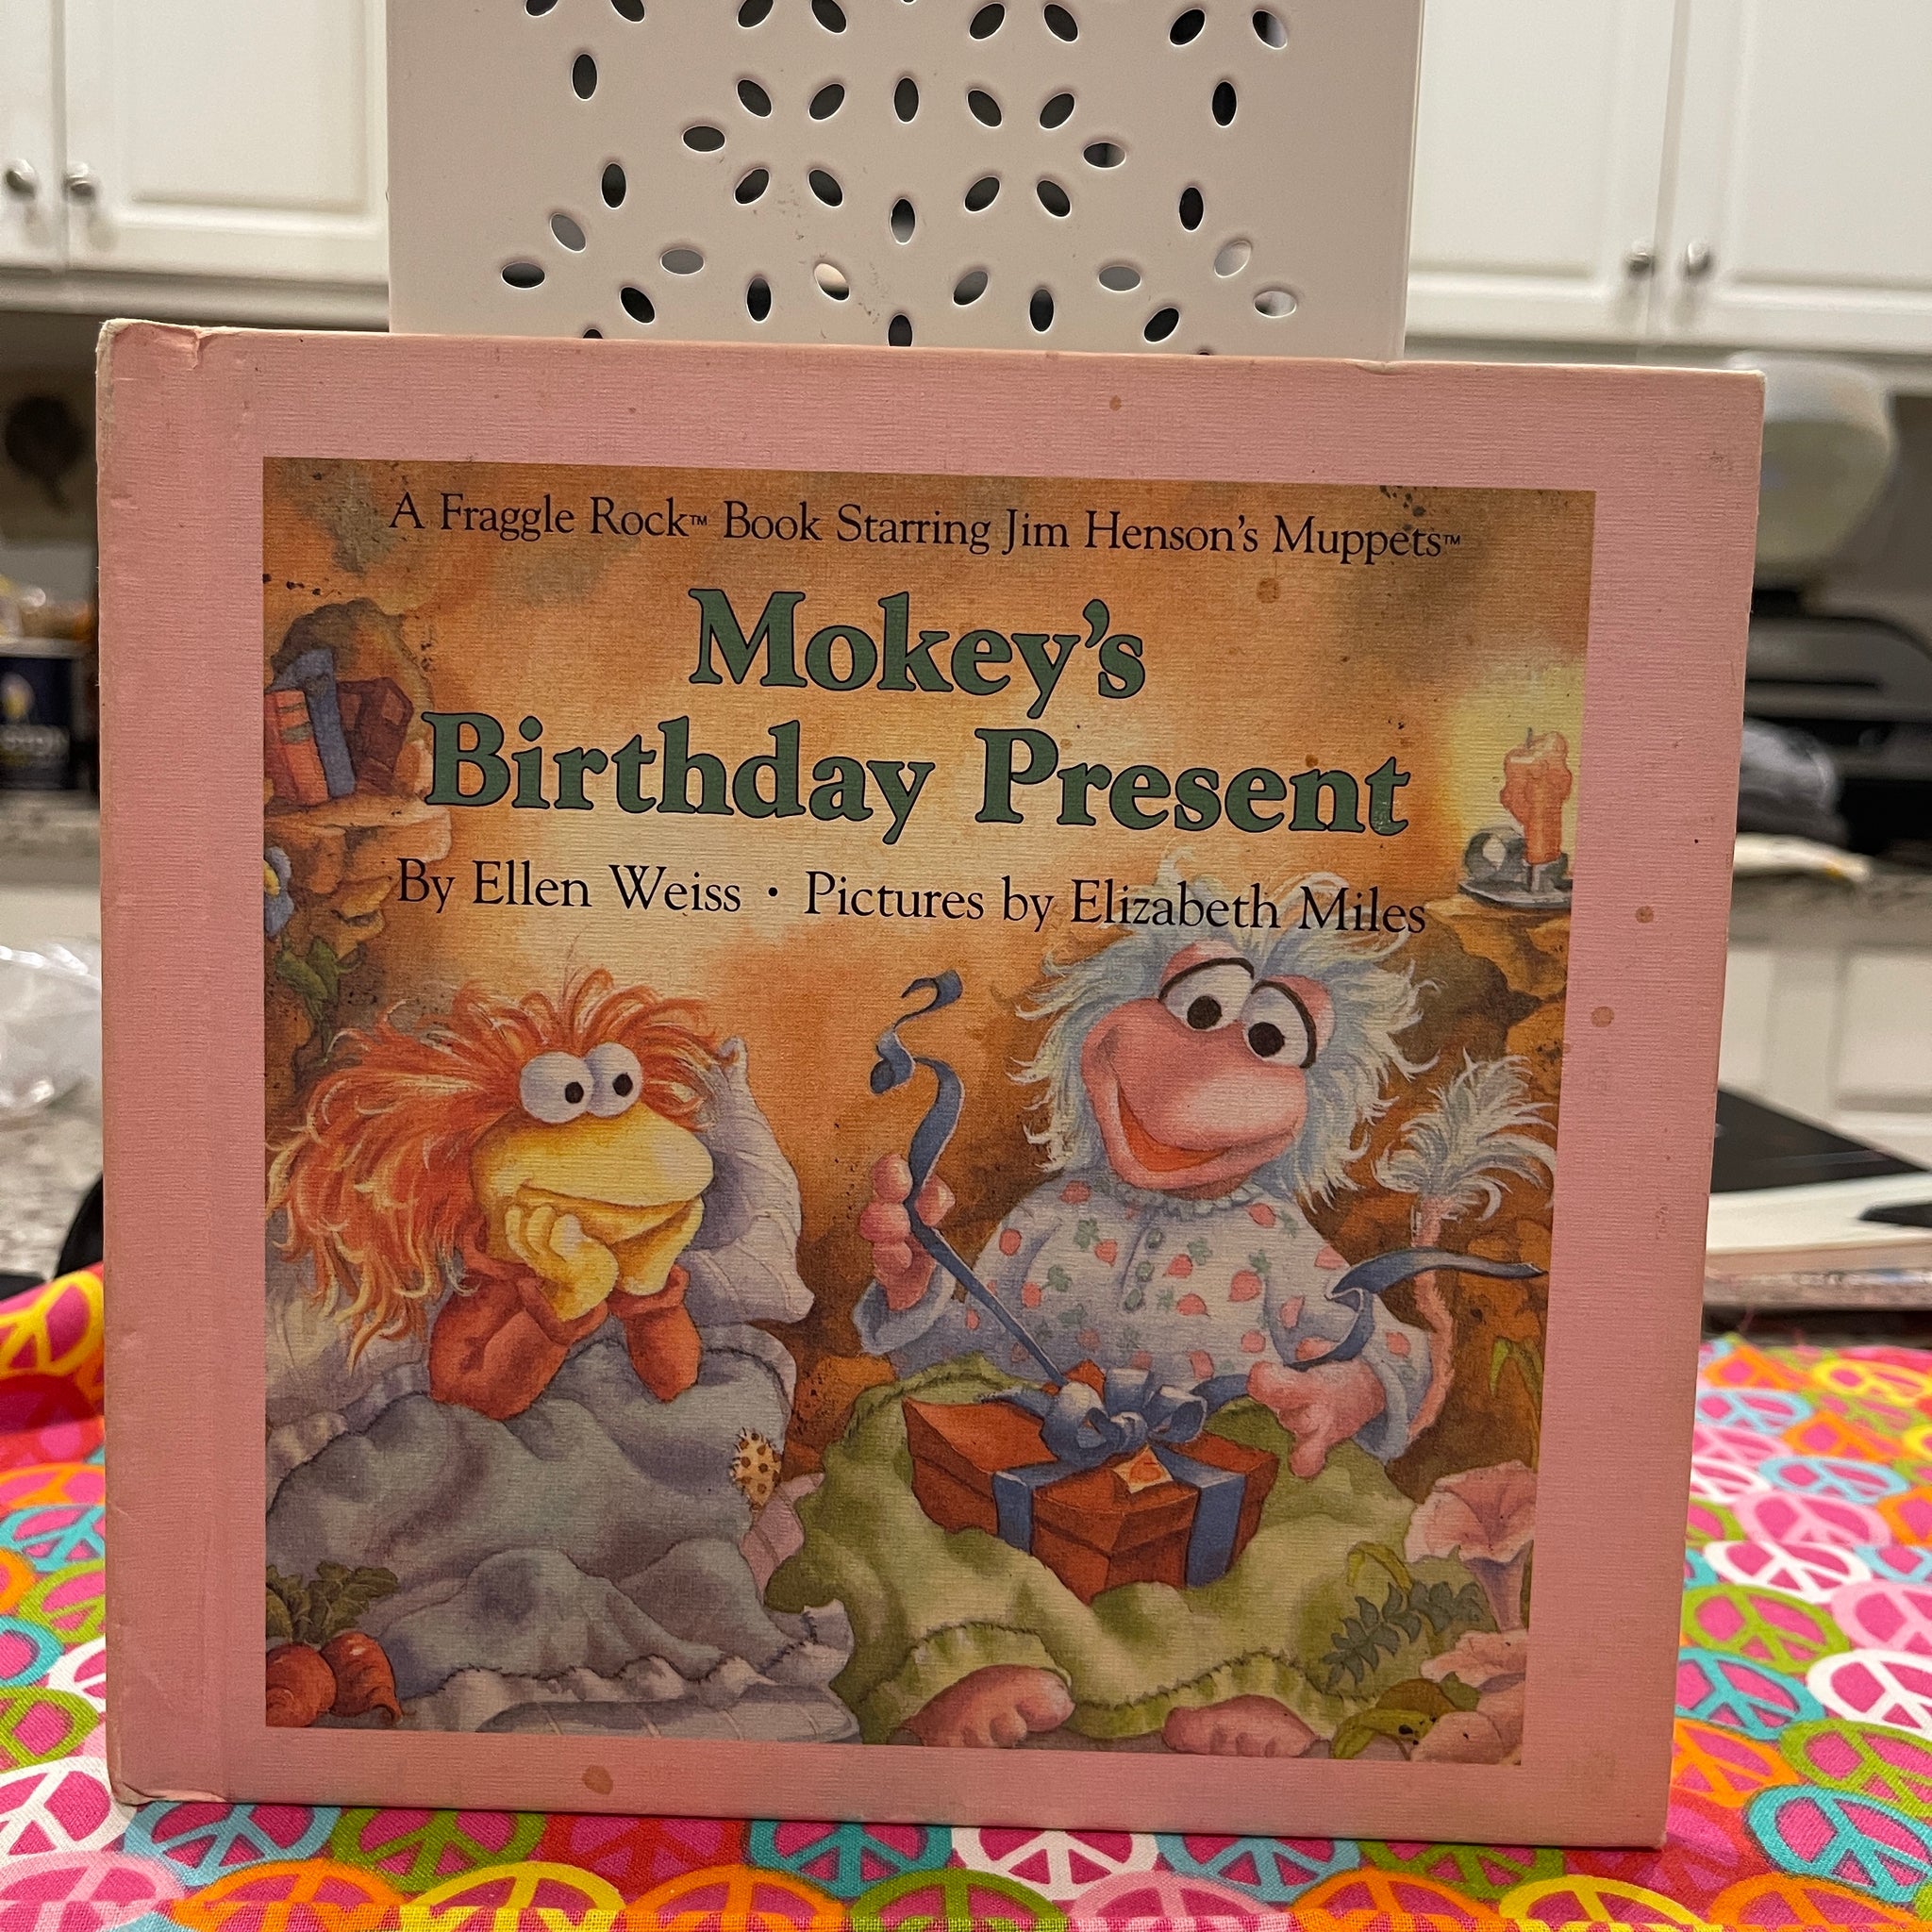 A Fraggle Rock™ Book Starring Jim Henson's Muppets™
Mokey's
Birthday Present
By Ellen Weiss · Pictures by Elizabeth Miles